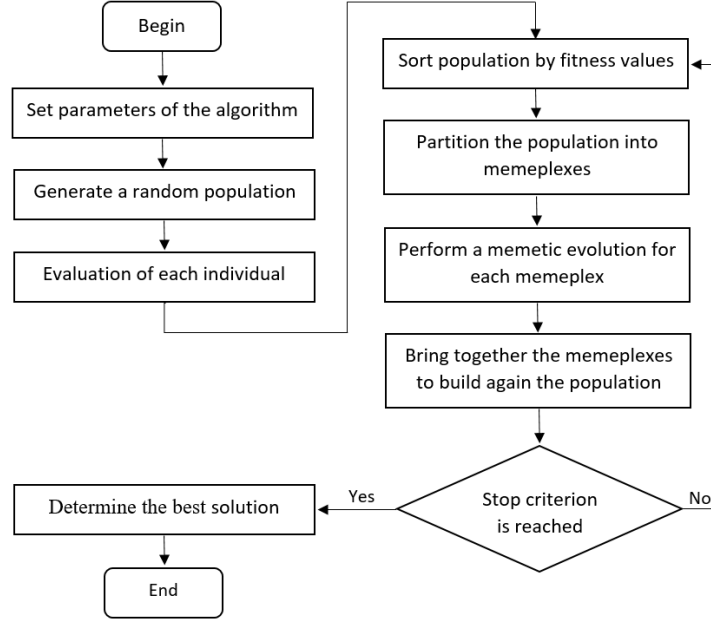 Begin
Set parameters of the algorithm
Generate a random population
Evaluation of each individual
Sort population by fitness values
Partition the population into
memeplexes
Perform a memetic evolution for
each memeplex
Bring together the memeplexes
to build again the population
Stop criterion
is reached
No
Yes
Determine the best solution
End